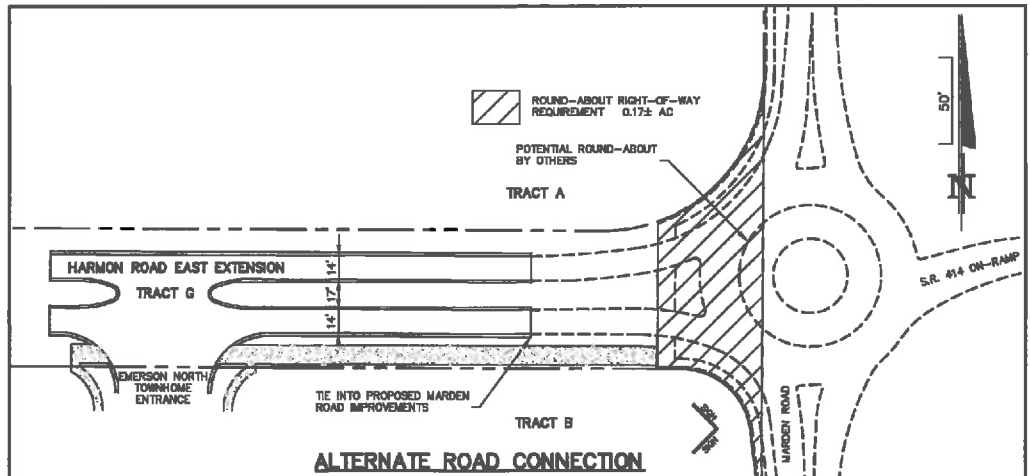 ROUND-ABOUT RIGHT-OF-WAY
REQUIREMENT 0.17± AC
50'
POTENTIAL ROUND-ABOUT
BY OTHERS
N
TRACT A
HARMON ROAD EAST EXTENSION
TRACT G
14'
17'
14'
S.R. 414 ON-RAMP
EMERSON NORTH
TOWNHOME
ENTRANCE
TIE INTO PROPOSED MARDEN
ROAD IMPROVEMENTS
TRACT B
MARDEN ROAD
ALTERNATE ROAD CONNECTION